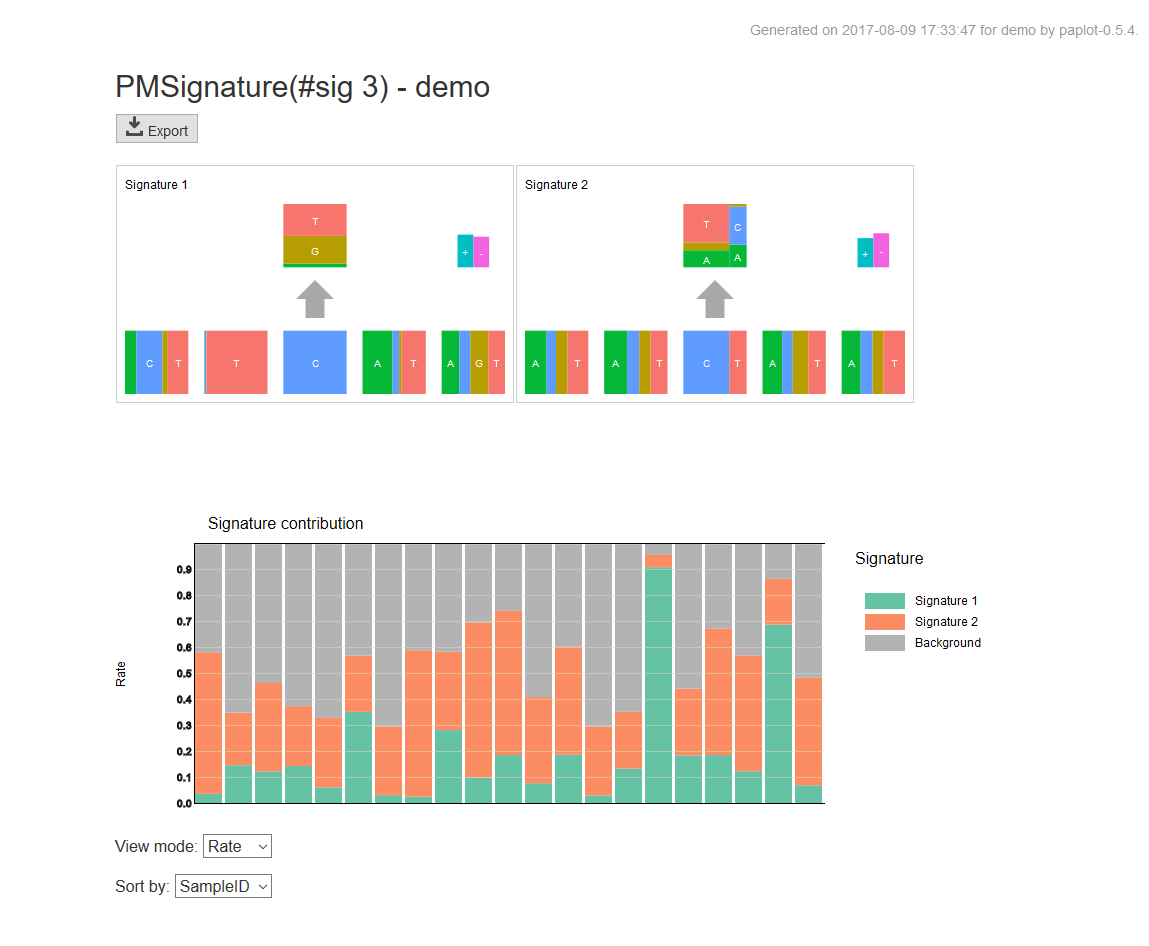 Generated on 2017-08-09 17:33:47 for demo by paplot-0.5.4.
PMSignature(#sig 3) - demo
Export
Signature 1
T
G
+ -
C T T C A T A G T
Signature 2
T C
A A
+ -
A T A T C T A T A T
Signature contribution
Rate
0.9
0.8
0.7
0.6
0.5
0.4
0.3
0.2
0.1
0.0
Signature
Signature 1
Signature 2
Background
View mode: Rate
Sort by: SampleID